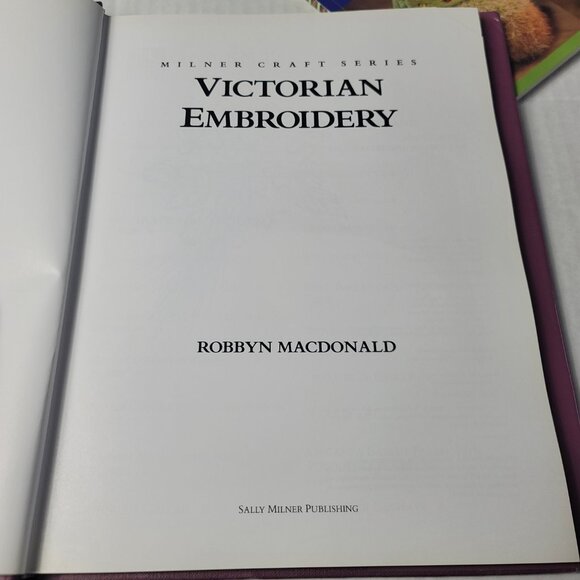 MILNER CRAFT SERIES
VICTORIAN
EMBROIDERY
ROBBYN MACDONALD
SALLY MILNER PUBLISHING